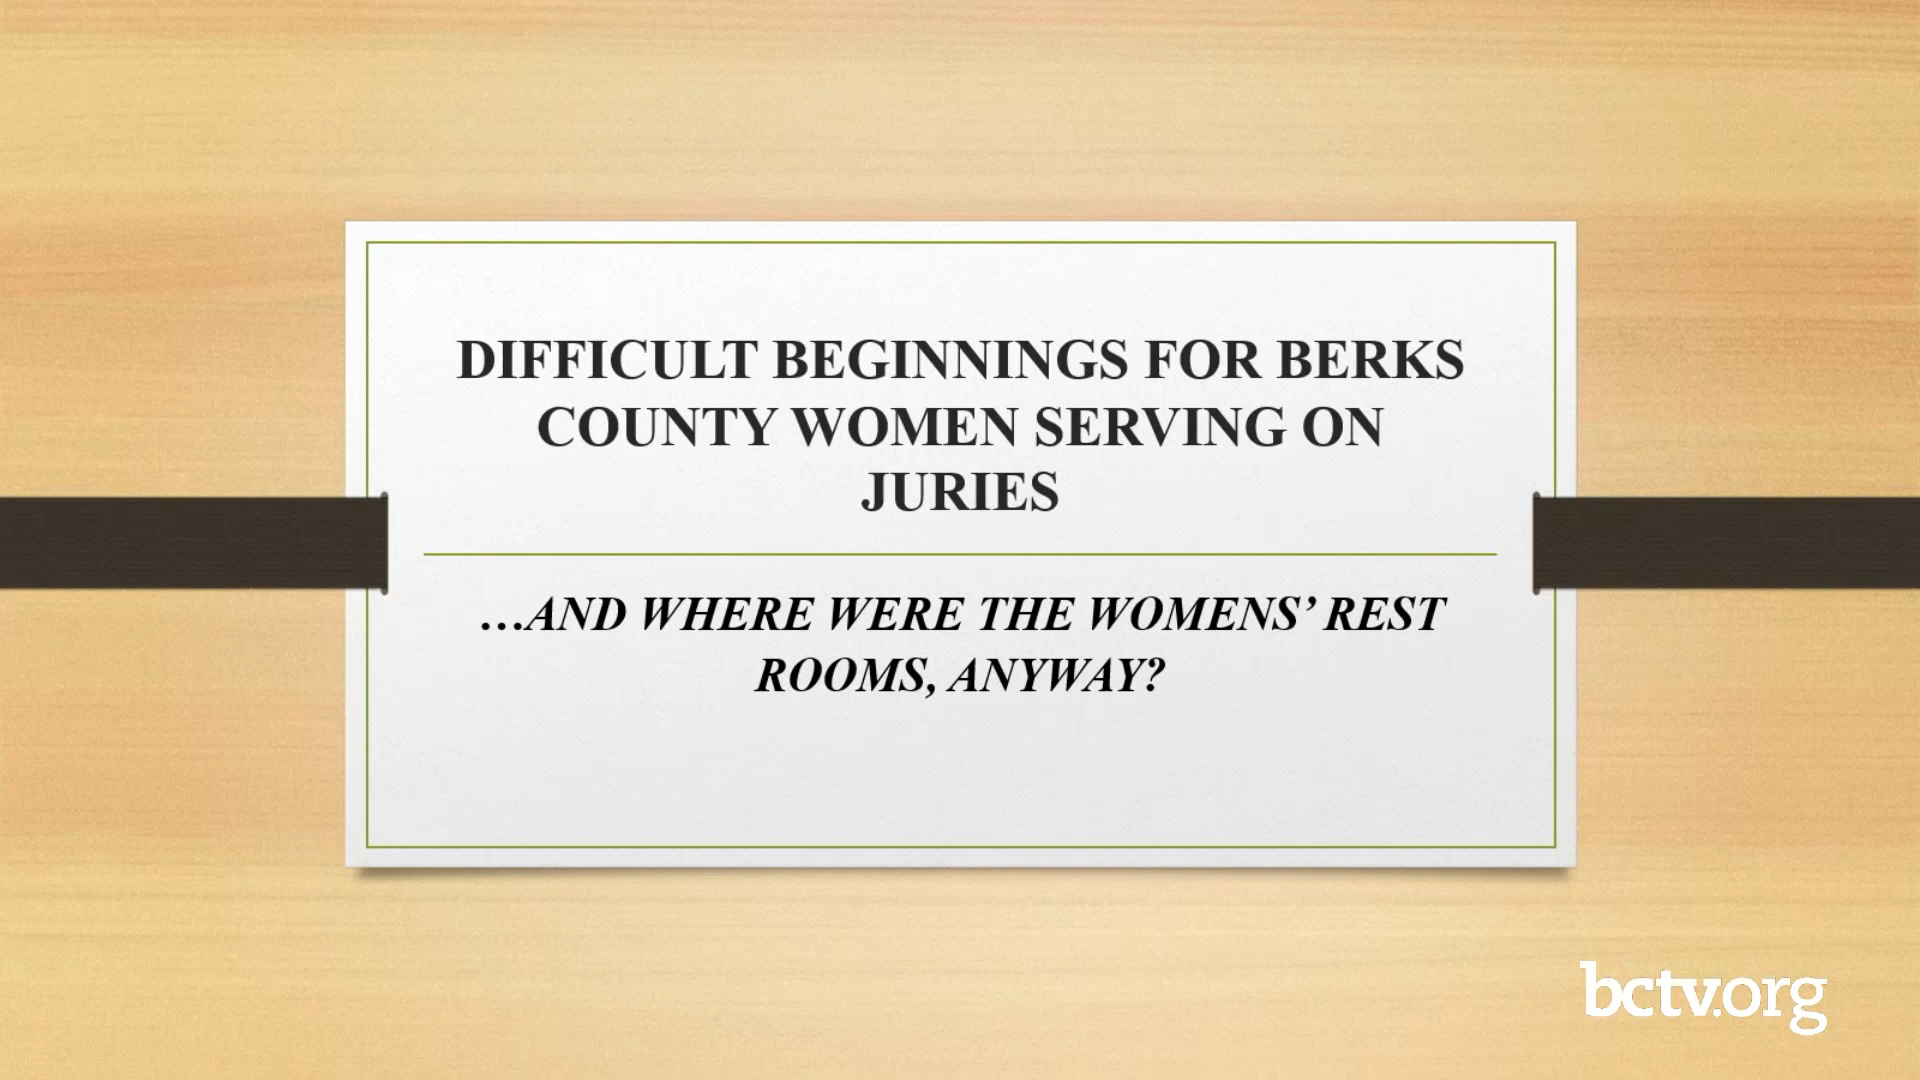 DIFFICULT BEGINNINGS FOR BERKS
COUNTY WOMEN SERVING ON
JURIES
…AND WHERE WERE THE WOMENS’ REST
ROOMS, ANYWAY?
bctv.org